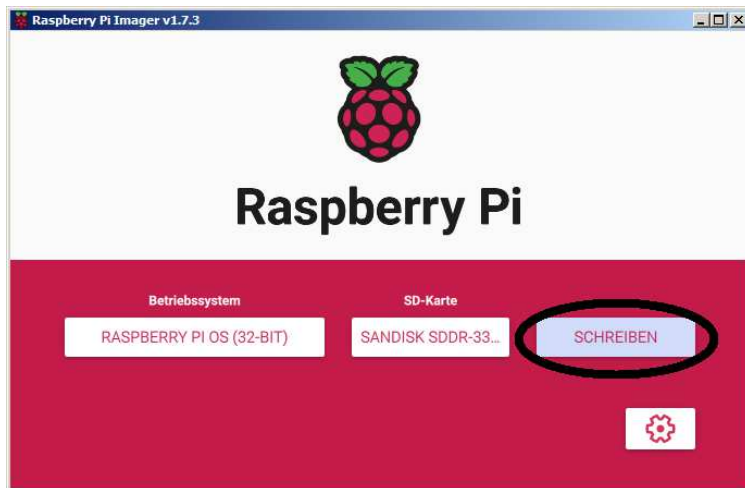 Raspberry Pi Imager v1.7.3
Raspberry Pi
Betriebssystem
SD-Karte
RASPBERRY PI OS (32-BIT)
SANDISK SDDR-33...
SCHREIBEN